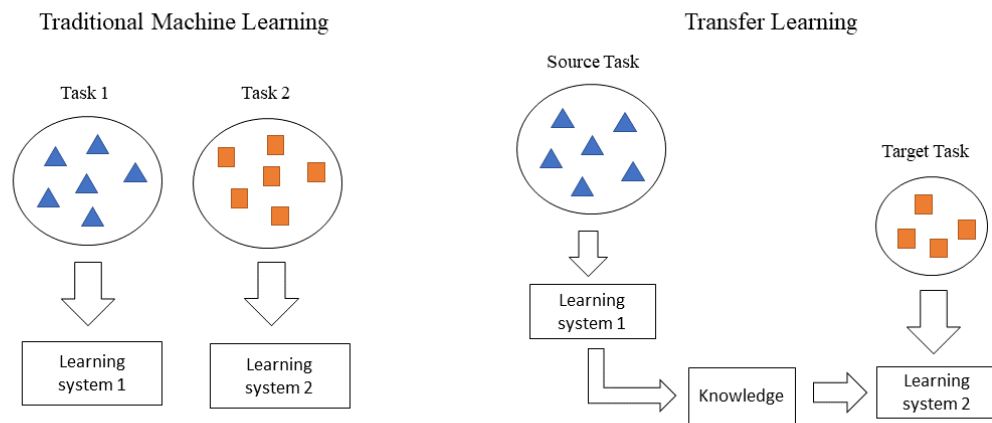 Traditional Machine Learning
Task 1
Task 2
Learning
system 1
Learning
system 2
Transfer Learning
Source Task
Target Task
Learning
system 1
Knowledge
Learning
system 2